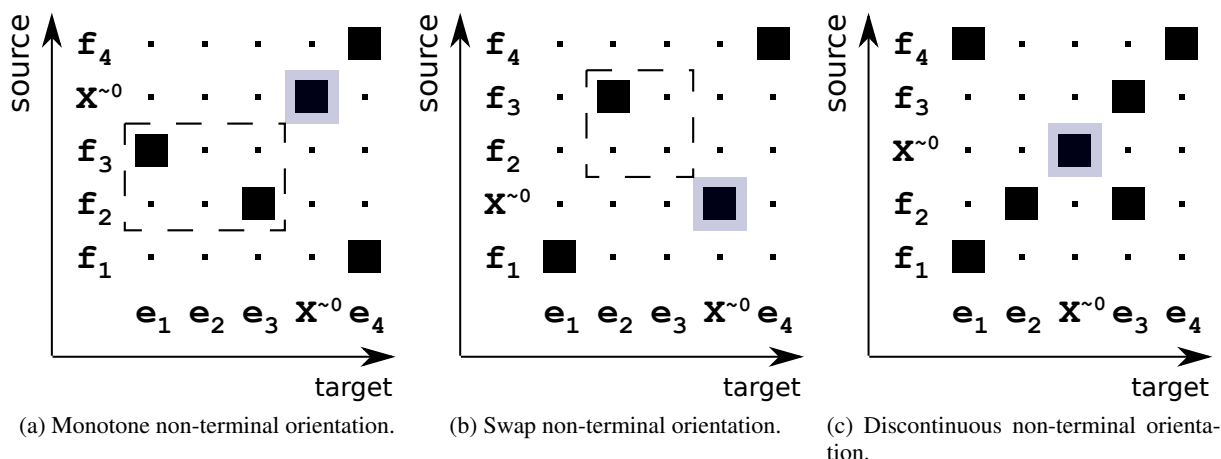 source
f4
X~0
f3
f2
f1
e1 e2 e3 X~0 e4
target
(a) Monotone non-terminal orientation.
source
f4
f3
f2
X~0
f1
e1 e2 e3 X~0 e4
target
(b) Swap non-terminal orientation.
source
f4
f3
X~0
f2
f1
e1 e2 X~0 e3 e4
target
(c) Discontinuous non-terminal orienta-
tion.